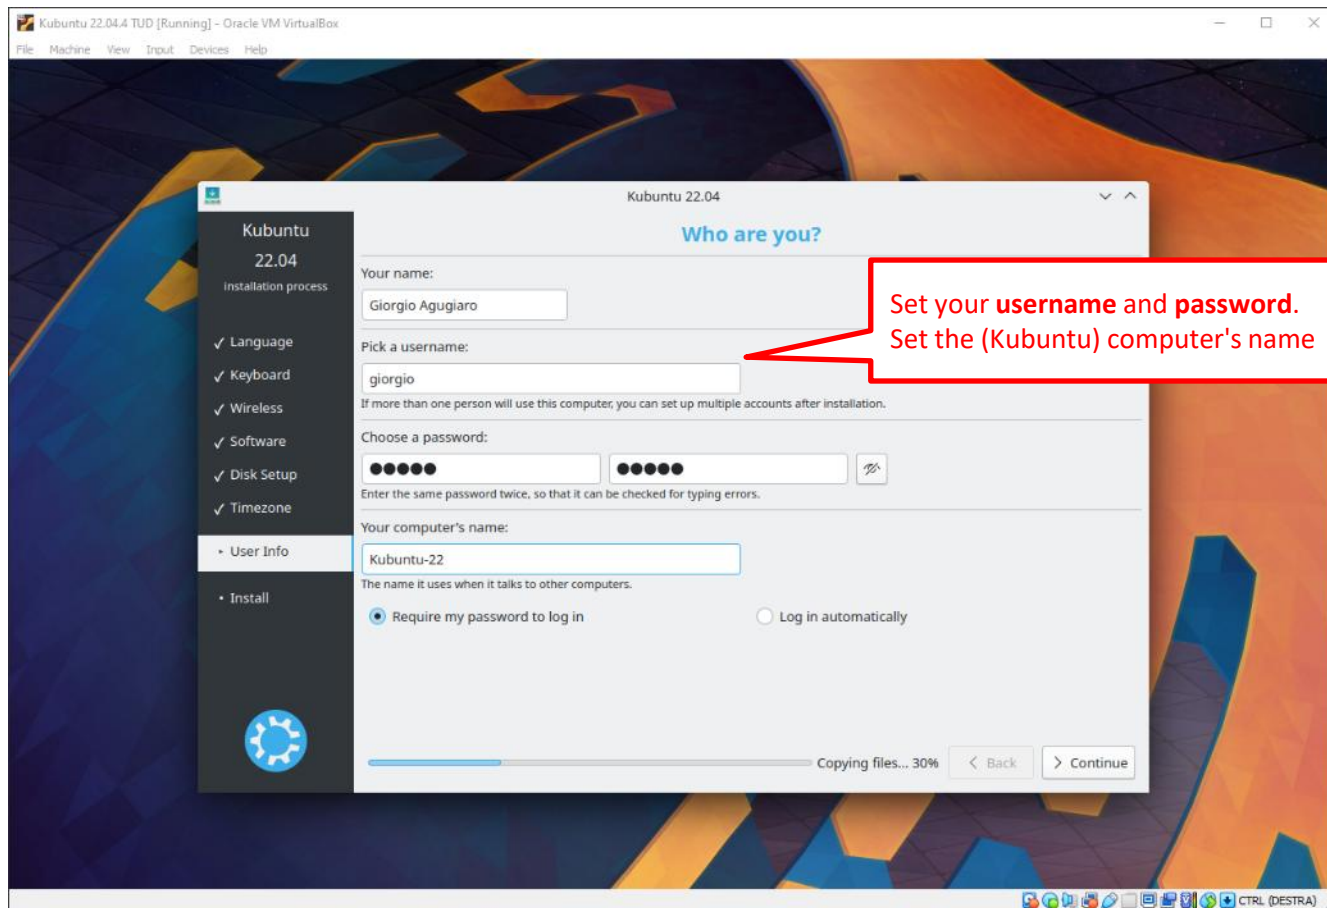 Kubuntu 22.04.4 TUD [Running] - Oracle VM VirtualBox
File Machine View Input Devices Help
Kubuntu 22.04
Kubuntu
22.04
installation process
✓ Language
✓ Keyboard
✓ Wireless
✓ Software
✓ Disk Setup
✓ Timezone
▸ User Info
• Install
Who are you?
Your name:
Giorgio Agugiaro
Pick a username:
giorgio
If more than one person will use this computer, you can set up multiple accounts after installation.
Choose a password:
●●●●● ●●●●●
Enter the same password twice, so that it can be checked for typing errors.
Your computer's name:
Kubuntu-22
The name it uses when it talks to other computers.
Require my password to log in Log in automatically
Set your username and password.
Set the (Kubuntu) computer's name
Copying files... 30% < Back > Continue
CTRL (DESTRA)